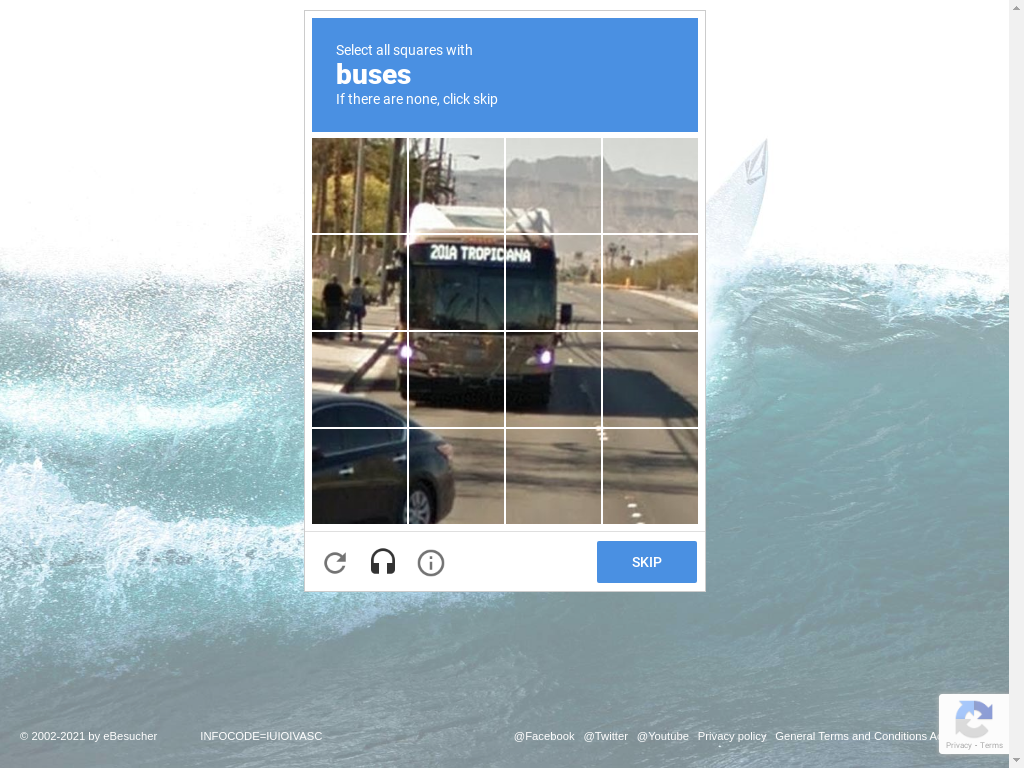 Select all squares with
buses
If there are none, click skip
201A TROPICANA
SKIP
© 2002-2021 by eBesucher
INFOCODE=IUIOIVASC
@Facebook @Twitter @Youtube Privacy policy General Terms and Conditions
Privacy - Terms